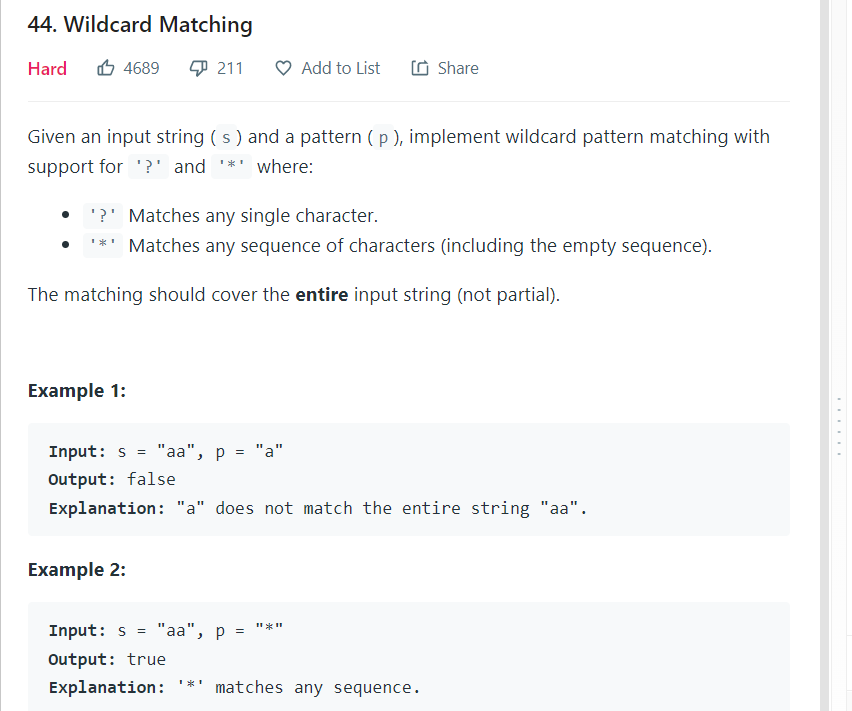 44. Wildcard Matching
Hard 4689 211 Add to List Share
Given an input string ( s ) and a pattern ( p ), implement wildcard pattern matching with
support for '?' and '*' where:
• '?' Matches any single character.
• '*' Matches any sequence of characters (including the empty sequence).
The matching should cover the entire input string (not partial).
Example 1:
Input: s = "aa", p = "a"
Output: false
Explanation: "a" does not match the entire string "aa".
Example 2:
Input: s = "aa", p = "*"
Output: true
Explanation: '*' matches any sequence.